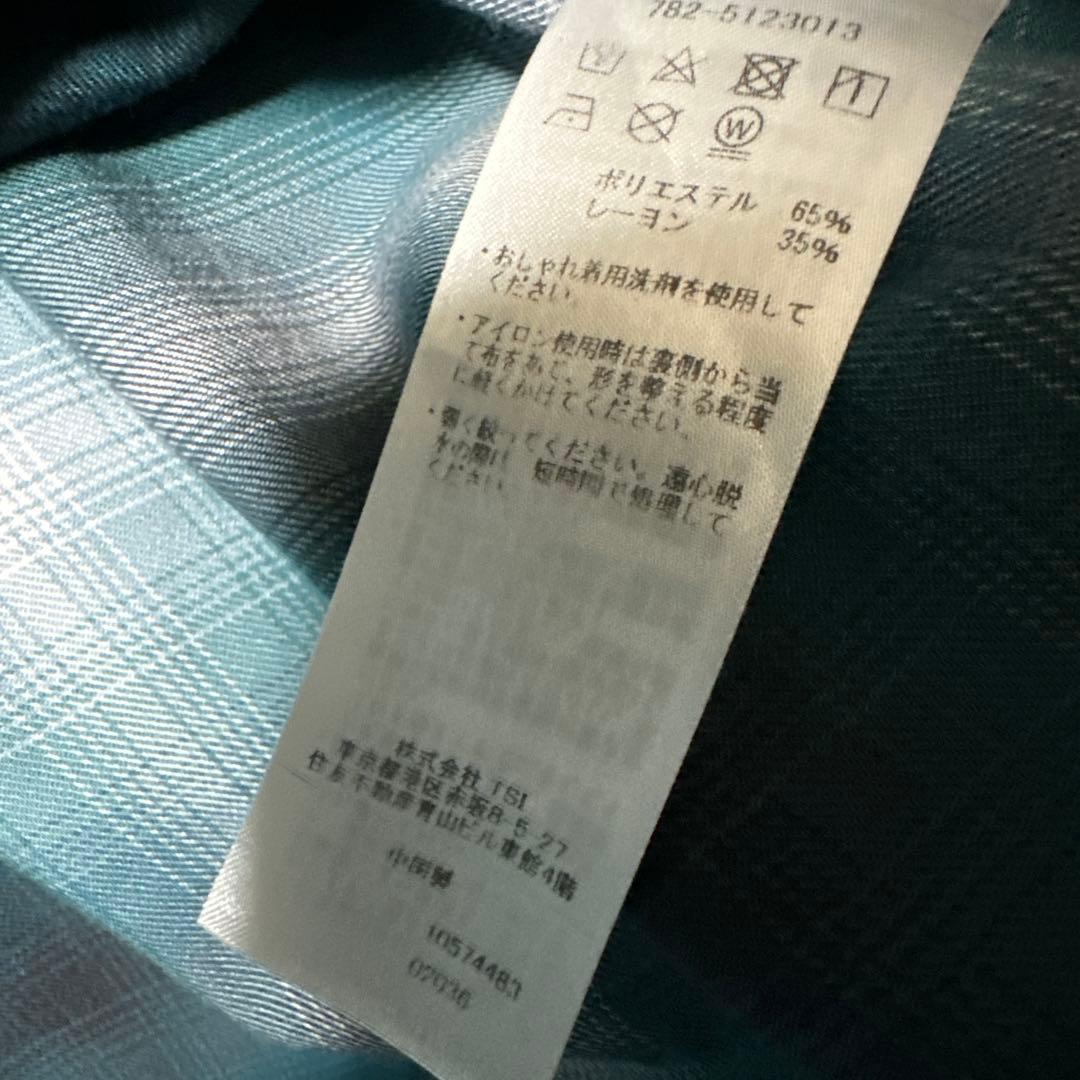 782-5123013
W
ポリエステル 65%
レーヨン 35%
・おしゃれ着用洗剤を使用して
ください
・アイロン使用時は裏側から当
て布をあて、形を整える程度
に軽くかけてください。
・弱く絞ってください。遠心脱
水の際は 短時間で処理して
ください
株式会社 TSI
東京都港区赤坂8-5-27
住友不動産青山ビル東館4階
中国製
10574483
02036